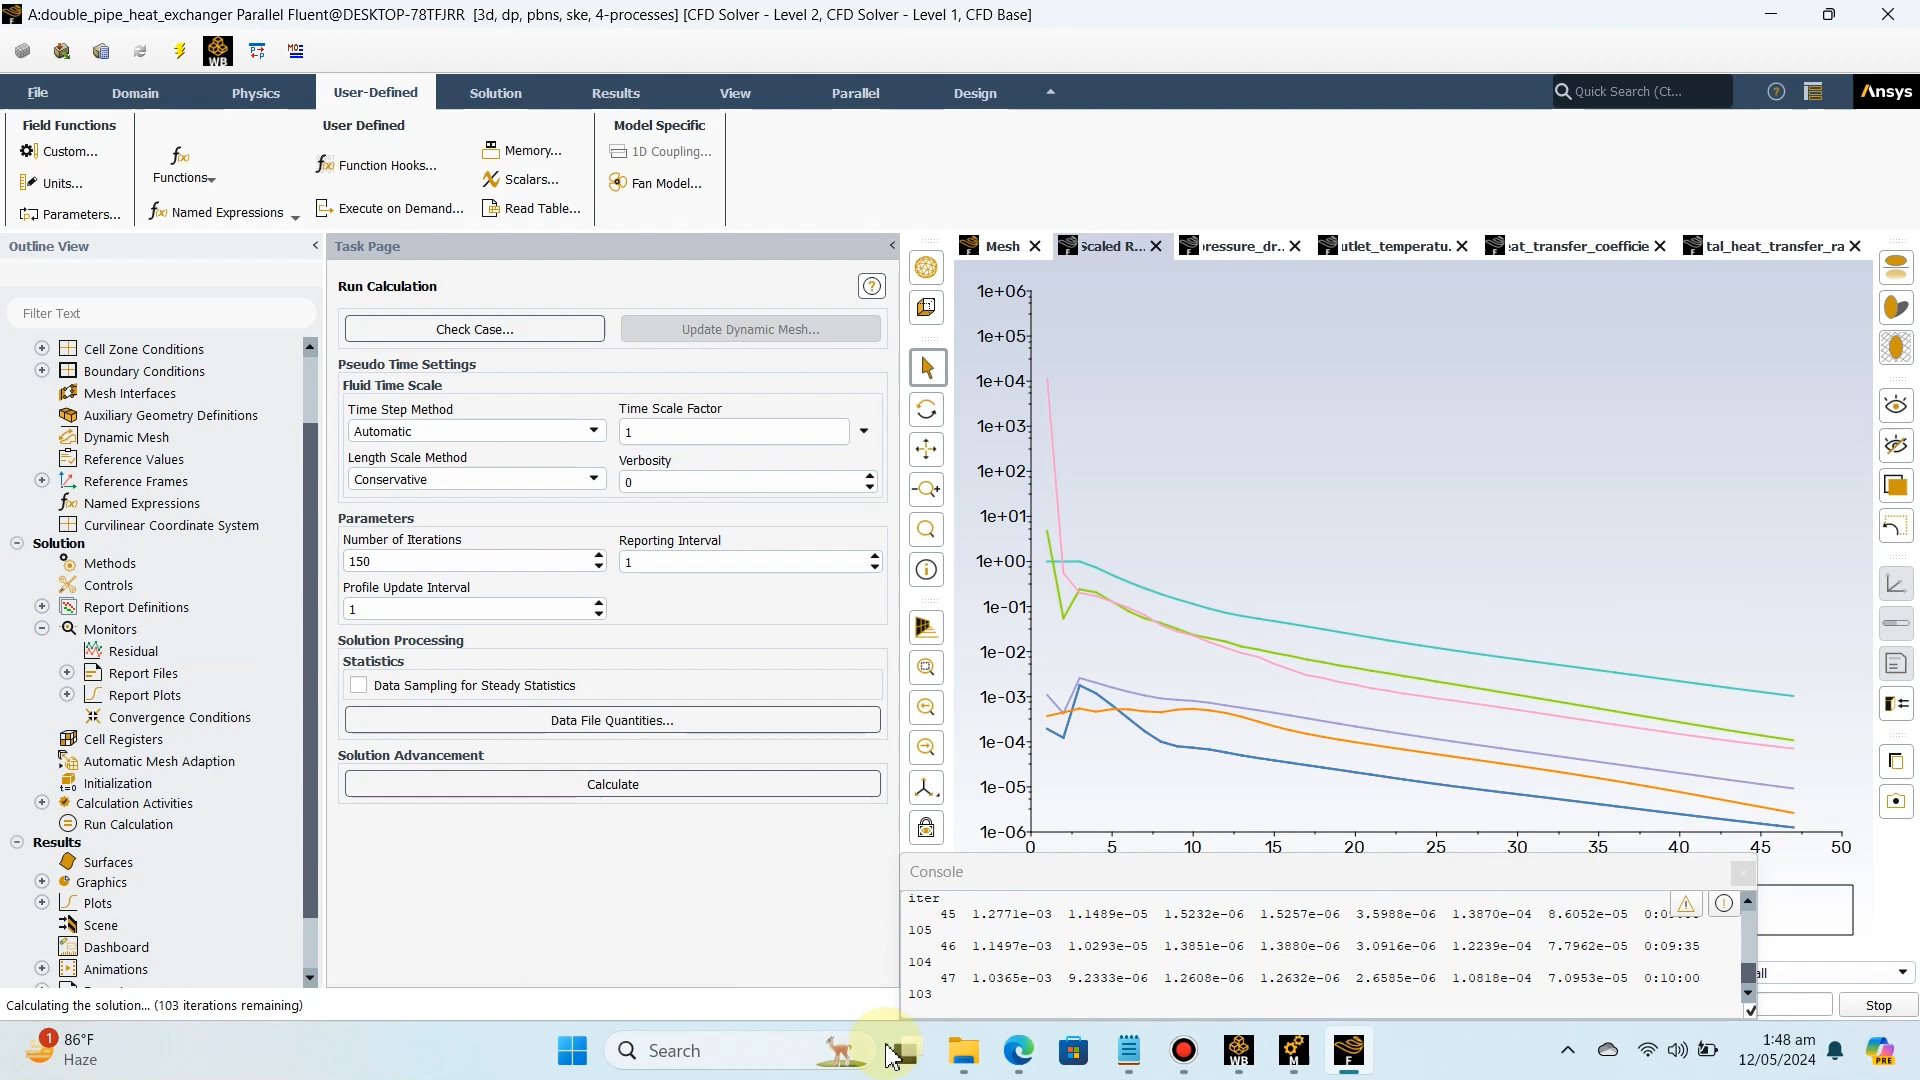 A:double_pipe_heat_exchanger Parallel Fluent@DESKTOP-78TFJRR [3d, dp, pbns, ske, 4-processes] [CFD Solver - Level 2, CFD Solver - Level 1, CFD Base]
WB
File Domain Physics User-Defined Solution Results View Parallel Design Quick Search (Ct... Ansys
Field Functions
Custom...
Units...
Parameters...
User Defined
Functions
Named Expressions
Function Hooks...
Execute on Demand...
Memory...
Scalars...
Read Table...
Model Specific
1D Coupling...
Fan Model...
Outline View
Filter Text
Cell Zone Conditions
Boundary Conditions
Mesh Interfaces
Auxiliary Geometry Definitions
Dynamic Mesh
Reference Values
Reference Frames
Named Expressions
Curvilinear Coordinate System
Solution
Methods
Controls
Report Definitions
Monitors
Residual
Report Files
Report Plots
Convergence Conditions
Cell Registers
Automatic Mesh Adaption
Initialization
Calculation Activities
Run Calculation
Results
Surfaces
Graphics
Plots
Scene
Dashboard
Animations
Task Page
Run Calculation
Check Case...
Update Dynamic Mesh...
Pseudo Time Settings
Fluid Time Scale
Time Step Method
Time Scale Factor
Automatic
1
Length Scale Method
Verbosity
Conservative
0
Parameters
Number of Iterations
Reporting Interval
150
1
Profile Update Interval
1
Solution Processing
Statistics
Data Sampling for Steady Statistics
Data File Quantities...
Solution Advancement
Calculate
Mesh
Scaled R...
ressure_dr..
utlet_temperatu.
at_transfer_coefficie
tal_heat_transfer_ra
1e+06
1e+05
1e+04
1e+03
1e+02
1e+01
1e+00
1e-01
1e-02
1e-03
1e-04
1e-05
1e-06
0 5 10 15 20 25 30 35 40 45 50
Console
iter
45 1.2771e-03 1.1489e-05 1.5232e-06 1.5257e-06 3.5988e-06 1.3870e-04 8.6052e-05
105
46 1.1497e-03 1.0293e-05 1.3851e-06 1.3880e-06 3.0916e-06 1.2239e-04 7.7962e-05 0:09:35
104
47 1.0365e-03 9.2333e-06 1.2608e-06 1.2632e-06 2.6585e-06 1.0818e-04 7.0953e-05 0:10:00
103
all
Stop
Calculating the solution... (103 iterations remaining)
1
86°F
Haze
Search
WB
M
F
1:48 am
12/05/2024
PRE